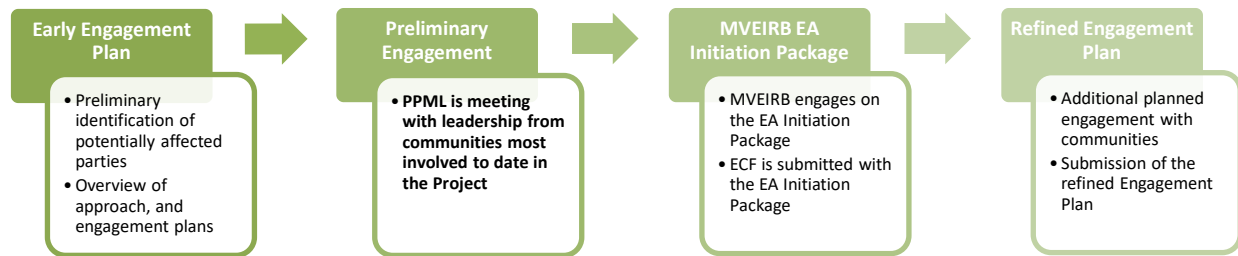 Early Engagement
Plan
• Preliminary
identification of
potentially affected
parties
• Overview of
approach, and
engagement plans
Preliminary
Engagement
• PPML is meeting
with leadership from
communities most
involved to date in
the Project
MVEIRB EA
Initiation Package
• MVEIRB engages on
the EA Initiation
Package
• ECF is submitted with
the EA Initiation
Package
Refined Engagement
Plan
• Additional planned
engagement with
communities
• Submission of the
refined Engagement
Plan